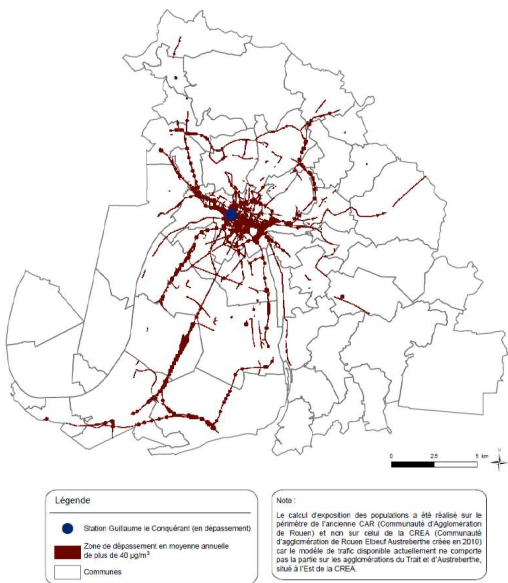 N
0 2.5 5 km
Légende
Station Guillaume le Conquérant (en dépassement)
Zone de dépassement en moyenne annuelle
de plus de 40 µg/m³
Communes
Note :
Le calcul d'exposition des populations a été réalisé sur le
périmètre de l'ancienne CAR (Communauté d'Agglomération
de Rouen) et non sur celui de la CREA (Communauté
d'agglomération de Rouen Elbeuf Austreberthe créée en 2010)
car le modèle de trafic disponible actuellement ne comporte
pas la partie sur les agglomérations du Trait et d'Austreberthe,
situé à l'Est de la CREA.